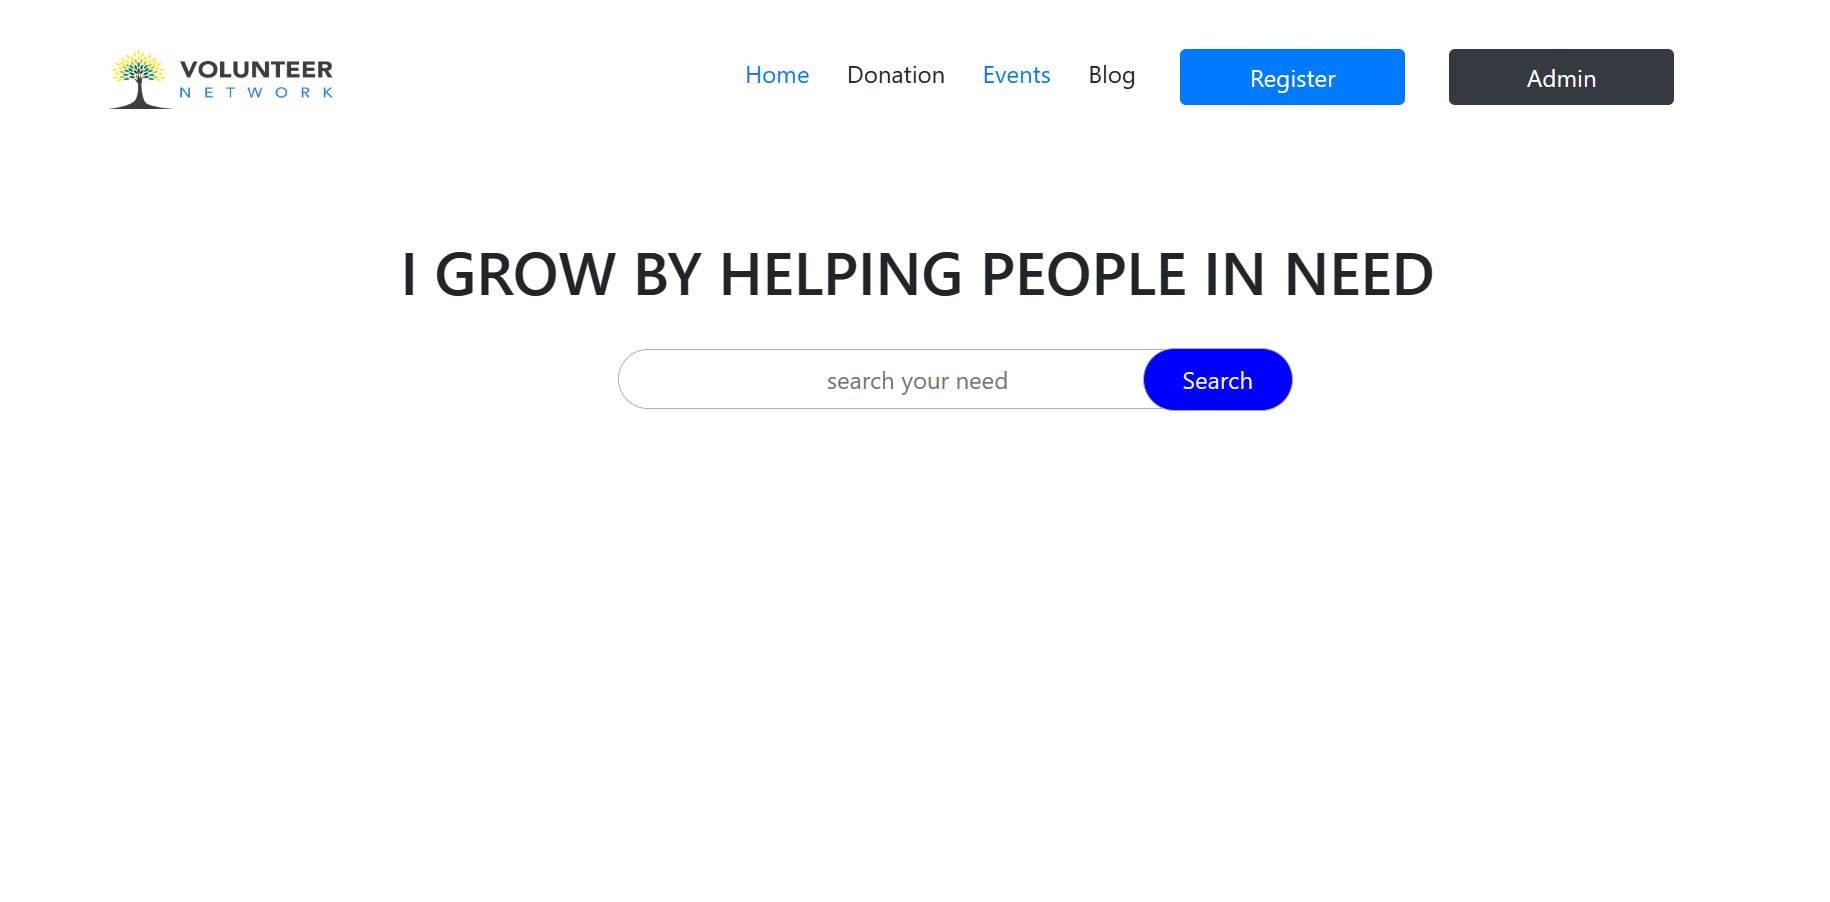 VOLUNTEER
NETWORK
Home Donation Events Blog Register Admin
I GROW BY HELPING PEOPLE IN NEED
search your need Search